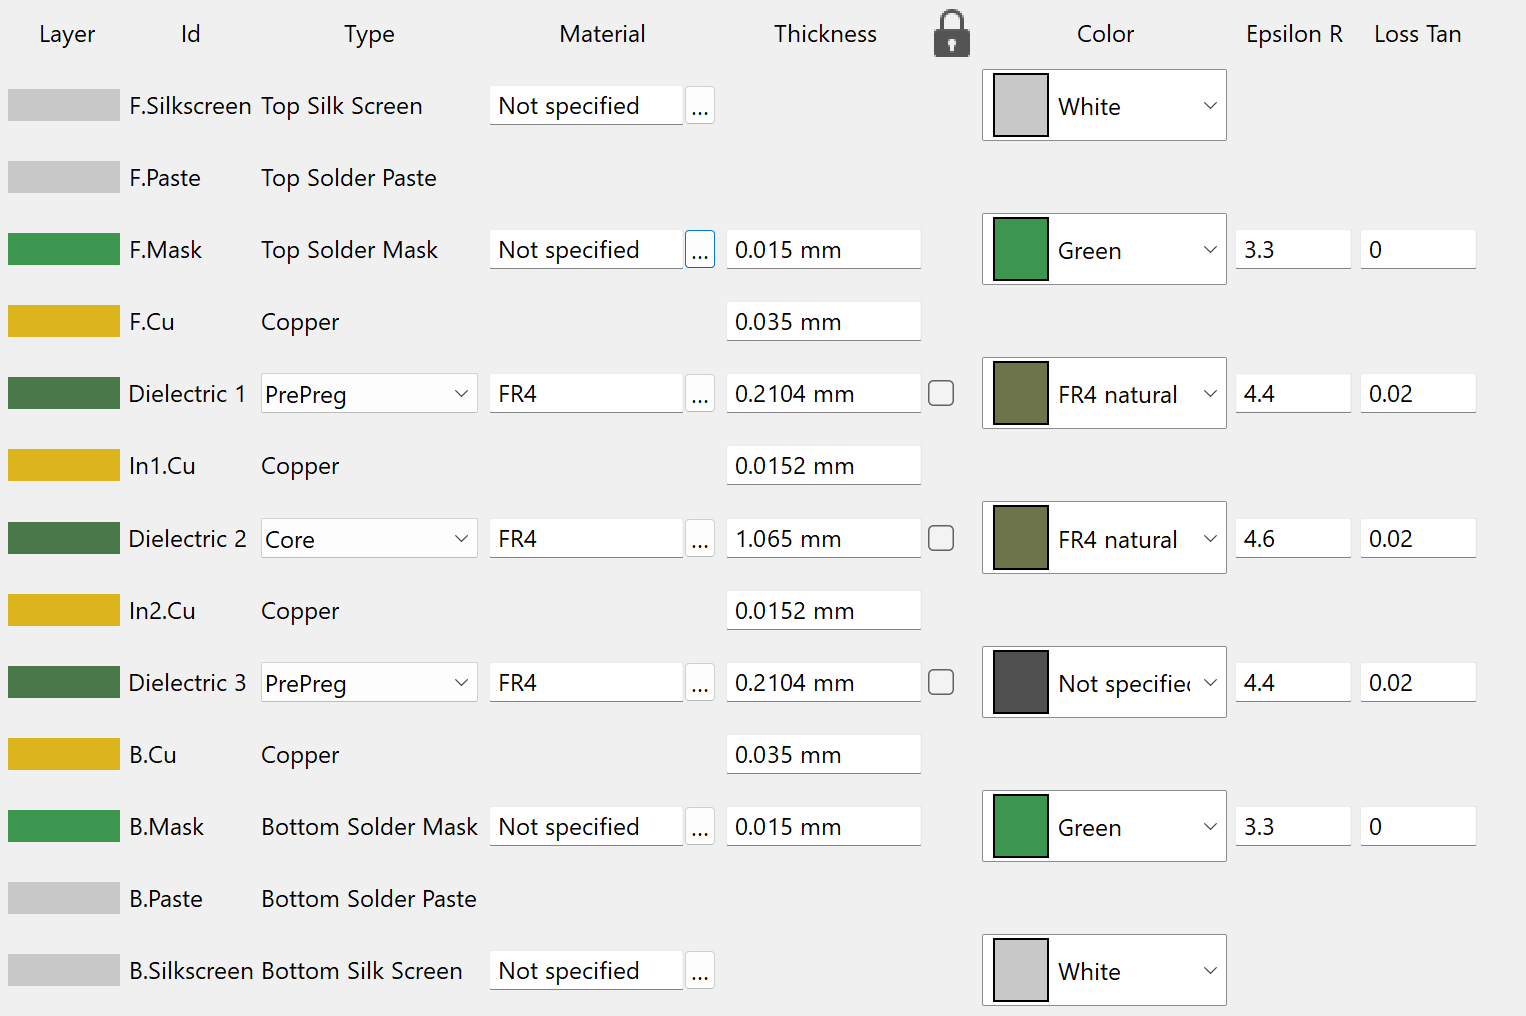 Layer Id Type Material Thickness Color Epsilon R Loss Tan
F.Silkscreen Top Silk Screen Not specified ... White
F.Paste Top Solder Paste
F.Mask Top Solder Mask Not specified ... 0.015 mm Green 3.3 0
F.Cu Copper 0.035 mm
Dielectric 1 PrePreg FR4 ... 0.2104 mm FR4 natural 4.4 0.02
In1.Cu Copper 0.0152 mm
Dielectric 2 Core FR4 ... 1.065 mm FR4 natural 4.6 0.02
In2.Cu Copper 0.0152 mm
Dielectric 3 PrePreg FR4 ... 0.2104 mm Not specified 4.4 0.02
B.Cu Copper 0.035 mm
B.Mask Bottom Solder Mask Not specified ... 0.015 mm Green 3.3 0
B.Paste Bottom Solder Paste
B.Silkscreen Bottom Silk Screen Not specified ... White